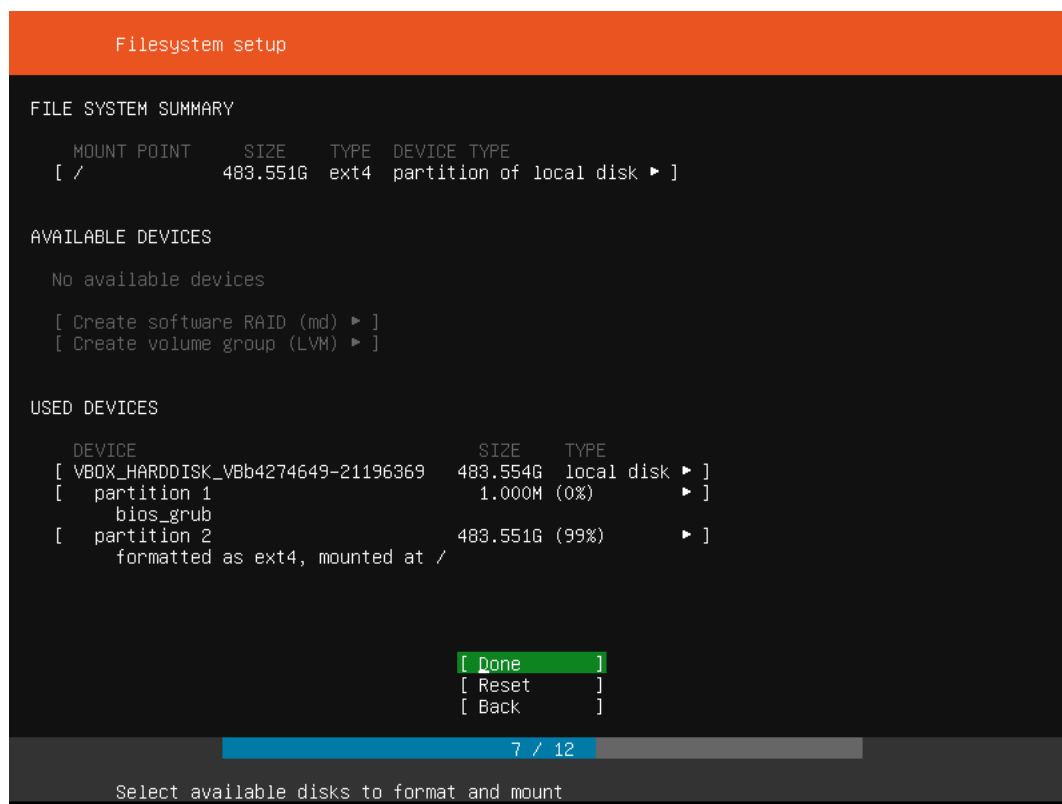 Filesystem setup
FILE SYSTEM SUMMARY
MOUNT POINT SIZE TYPE DEVICE TYPE
[ / 483.551G ext4 partition of local disk ▸ ]
AVAILABLE DEVICES
No available devices
[ Create software RAID (md) ▸ ]
[ Create volume group (LVM) ▸ ]
USED DEVICES
DEVICE SIZE TYPE
[ VBOX_HARDDISK_VBb4274649-21196369 483.554G local disk ▸ ]
[ partition 1 1.000M (0%) ▸ ]
bios_grub
[ partition 2 483.551G (99%) ▸ ]
formatted as ext4, mounted at /
[ Done ]
[ Reset ]
[ Back ]
7 / 12
Select available disks to format and mount